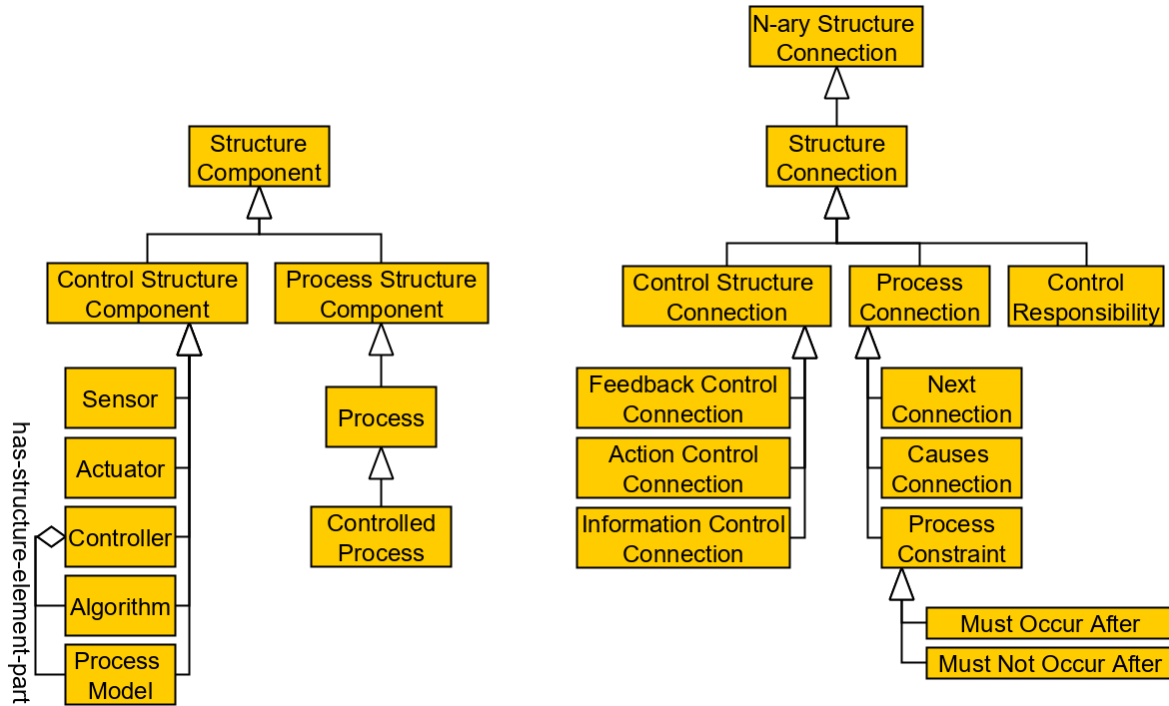 N-ary Structure
Connection
Structure
Component
Structure
Connection
Control Structure
Component
Process Structure
Component
Control Structure
Connection
Process
Connection
Control
Responsibility
Sensor
Actuator
Controller
Algorithm
Process
Model
has-structure-element-part
Process
Controlled
Process
Feedback Control
Connection
Action Control
Connection
Information Control
Connection
Next
Connection
Causes
Connection
Process
Constraint
Must Occur After
Must Not Occur After